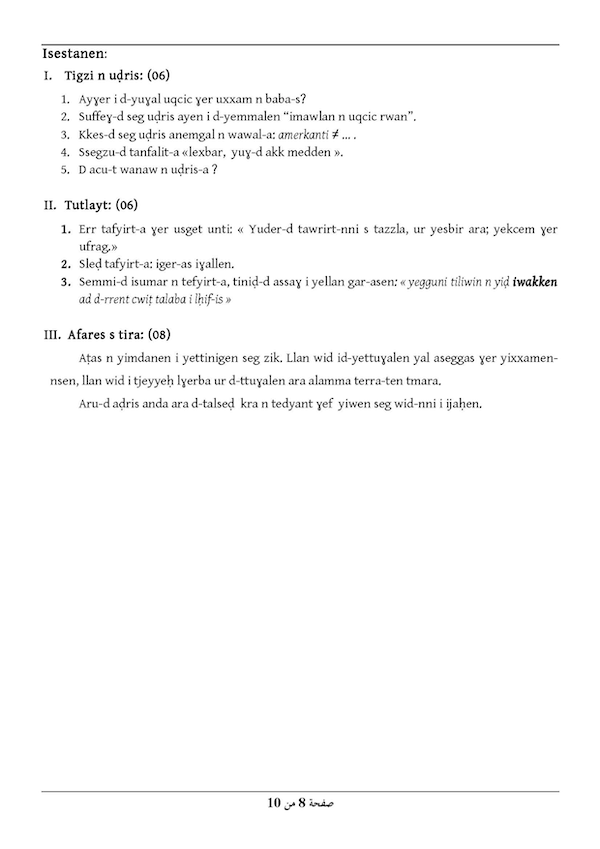 Isestanen:
I. Tigzi n uḍris: (06)
1. Ayɣer i d-yuɣal uqcic ɣer uxxam n baba-s?
2. Suffeɣ-d seg uḍris ayen i d-yemmalen “imawlan n uqcic rwan”.
3. Kkes-d seg uḍris anemgal n wawal-a: amerkanti ≠ ... .
4. Ssegzu-d tanfalit-a «lexbar, yuɣ-d akk medden ».
5. D acu-t wanaw n uḍris-a ?
II. Tutlayt: (06)
1. Err tafyirt-a ɣer usget unti: « Yuder-d tawrirt-nni s tazzla, ur yesbir ara; yekcem ɣer
ufrag.»
2. Sleḍ tafyirt-a: iger-as iɣallen.
3. Semmi-d isumar n tefyirt-a, tiniḍ-d assaɣ i yellan gar-asen: « yegguni tiliwin n yiḍ iwakken
ad d-rrent cwiṭ talaba i lḥif-is »
III. Afares s tira: (08)
Aṭas n yimdanen i yettinigen seg zik. Llan wid id-yettuɣalen yal aseggas ɣer yixxamen-
nsen, llan wid i tjeyyeḥ lɣerba ur d-ttuɣalen ara alamma terra-ten tmara.
Aru-d aḍris anda ara d-talseḍ kra n tedyant ɣef yiwen seg wid-nni i ijaḥen.
صفحة 8 من 10